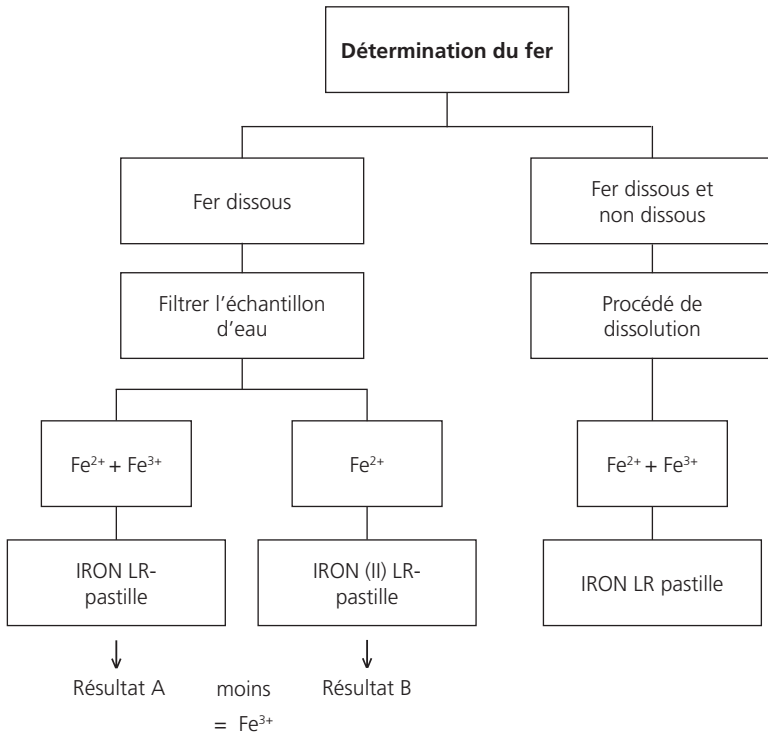 Détermination du fer
Fer dissous
Fer dissous et
non dissous
Filtrer l’échantillon
d’eau
Procédé de
dissolution
Fe²⁺ + Fe³⁺
Fe²⁺
Fe²⁺ + Fe³⁺
IRON LR-
pastille
IRON (II) LR-
pastille
IRON LR pastille
Résultat A moins Résultat B
= Fe³⁺